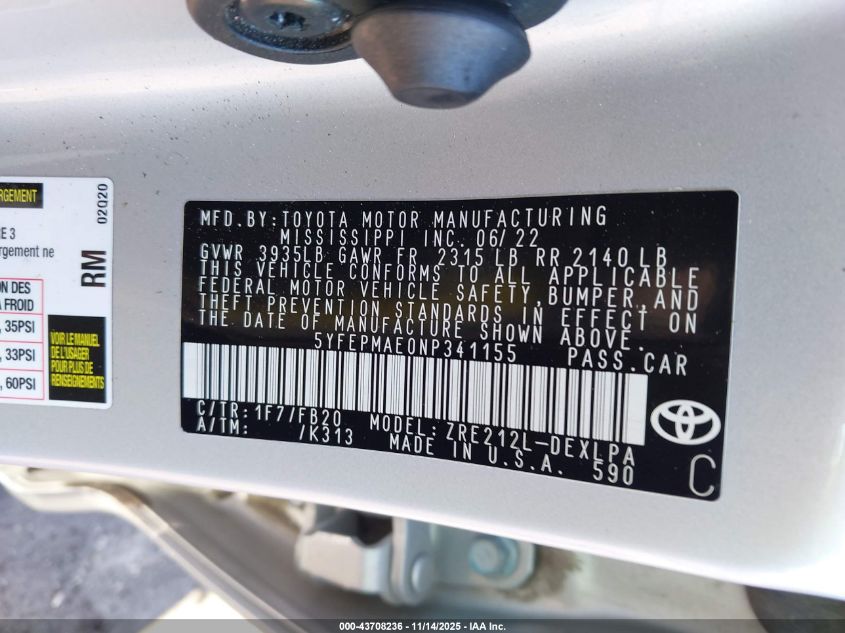 RGEMENT
E 3
rgement ne
RM
02020
ON DES
A FROID
, 35PSI
, 33PSI
, 60PSI
VOIR LE MANUEL
DE L'USAGER
POUR PLUS DE
RENSEIGNEMENTS
MFD. BY: TOYOTA MOTOR MANUFACTURING
MISSISSIPPI INC. 06/22
GVWR 3935LB GAWR FR 2315 LB RR 2140 LB
THIS VEHICLE CONFORMS TO ALL APPLICABLE
FEDERAL MOTOR VEHICLE SAFETY, BUMPER, AND
THEFT PREVENTION STANDARDS IN EFFECT ON
THE DATE OF MANUFACTURE SHOWN ABOVE.
5YFEPMAE0NP341155 PASS. CAR
C/TR: 1F7/FB20 MODEL: ZRE212L-DEXLPA
A/TM: /K313 MADE IN U.S.A. 590
C
000-43708236 - 11/14/2025 - IAA Inc.